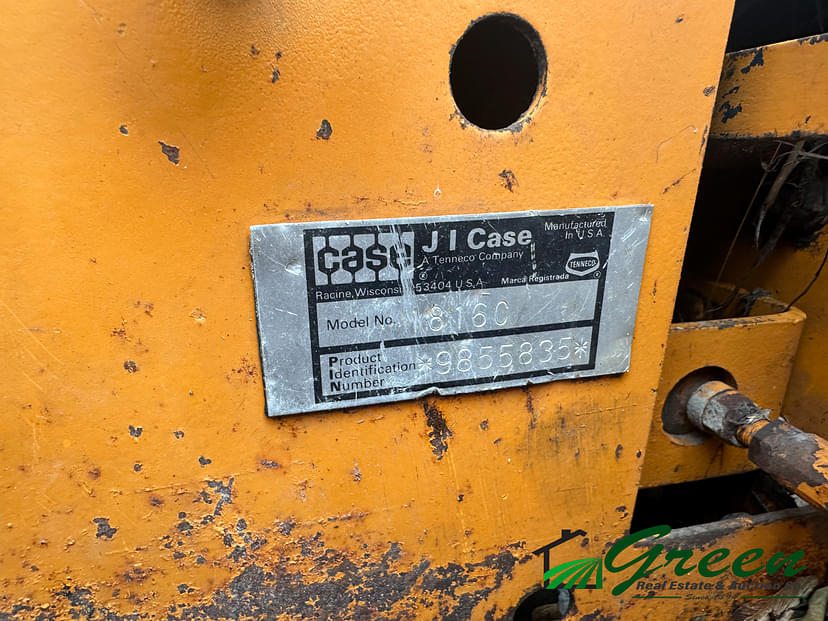 case
J I Case
A Tenneco Company
Manufactured
In U.S.A.
TENNECO
®
Racine, Wisconsin 53404 U.S.A.
Marca Registrada
Model No. 816C
Product
Identification
Number
*9855835*
Green
Real Estate & Auction